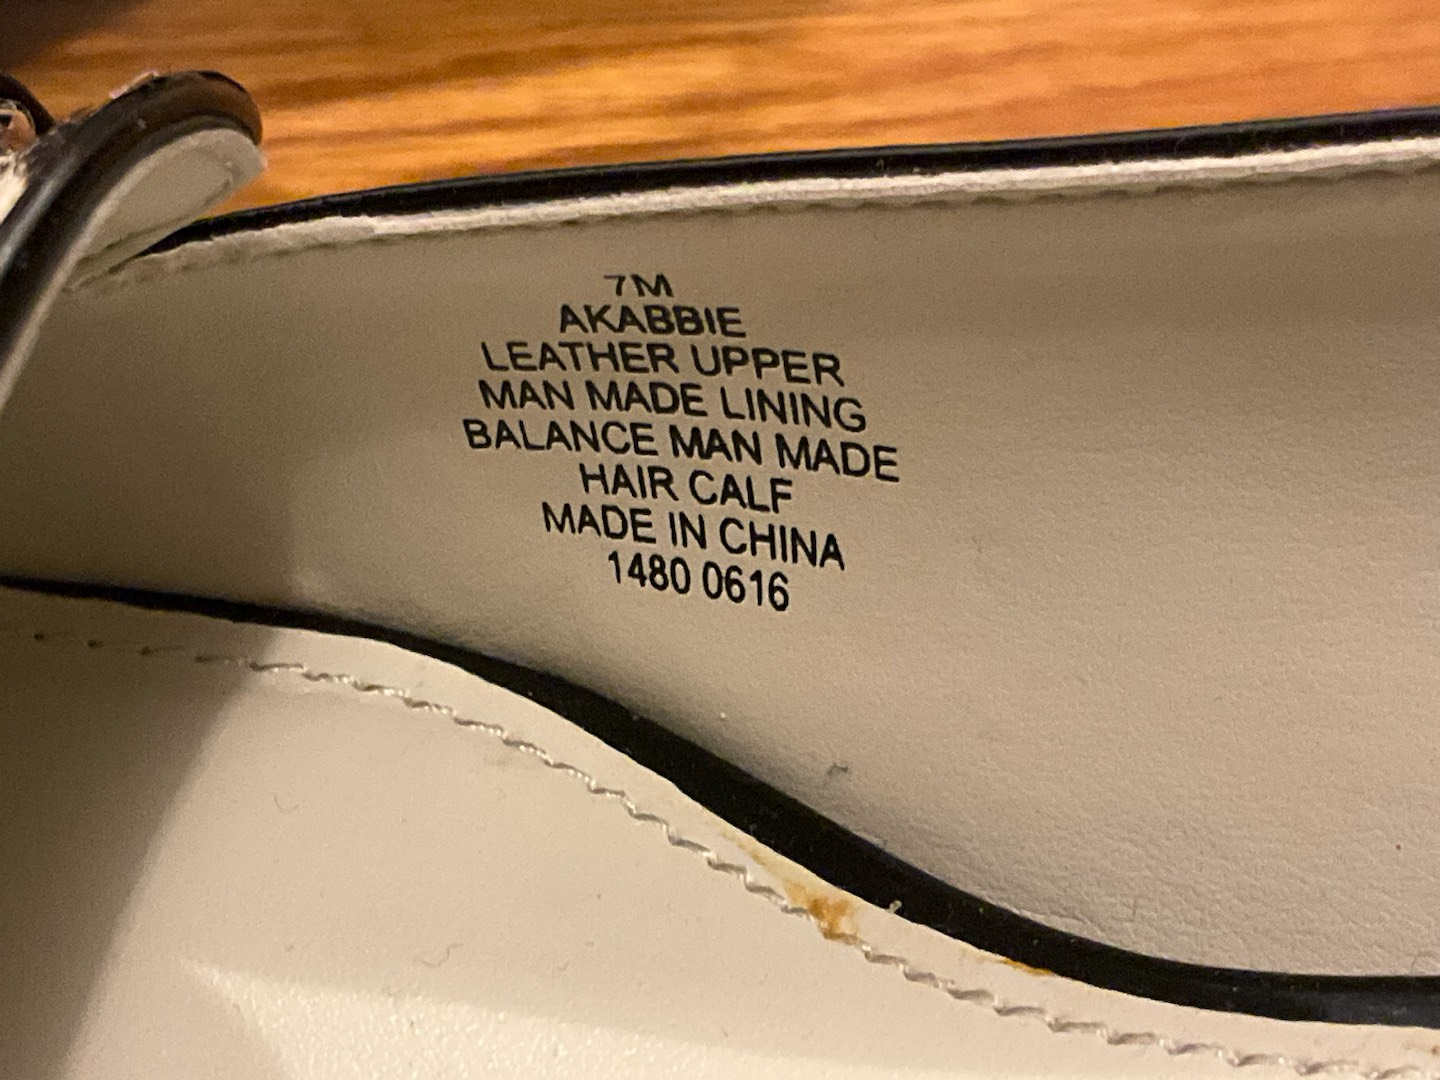 7M
AKABBIE
LEATHER UPPER
MAN MADE LINING
BALANCE MAN MADE
HAIR CALF
MADE IN CHINA
1480 0616